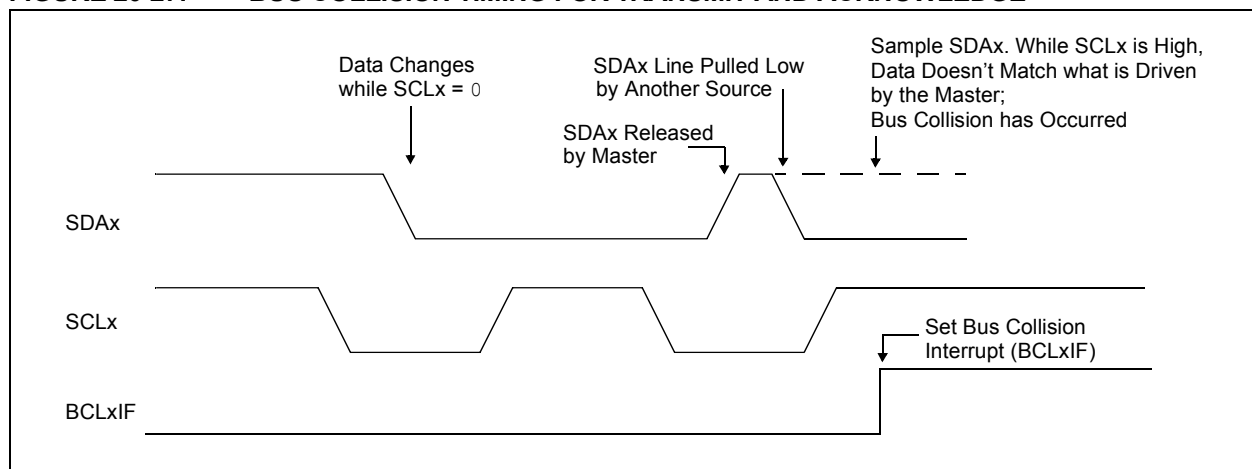 Data Changes
while SCLx = 0
SDAx Line Pulled Low
by Another Source
Sample SDAx. While SCLx is High,
Data Doesn't Match what is Driven
by the Master;
Bus Collision has Occurred
SDAx Released
by Master
SDAx
SCLx
Set Bus Collision
Interrupt (BCLxIF)
BCLxIF